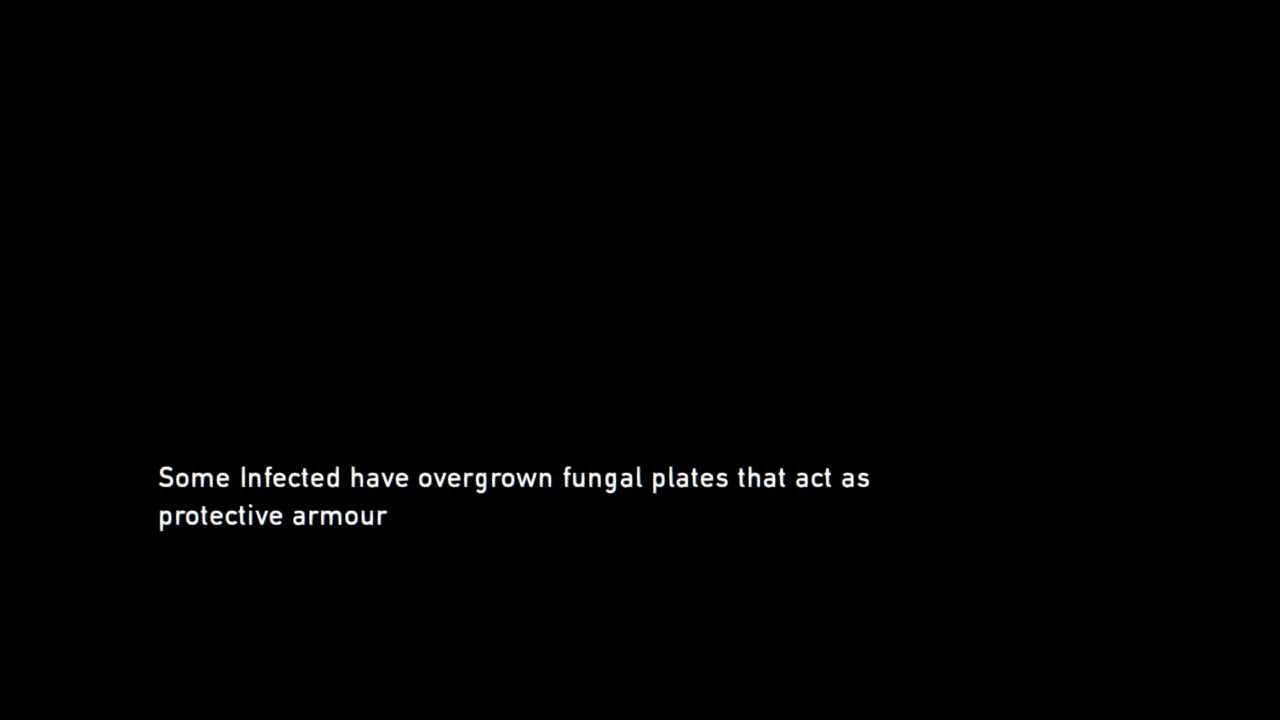 Some Infected have overgrown fungal plates that act as
protective armour